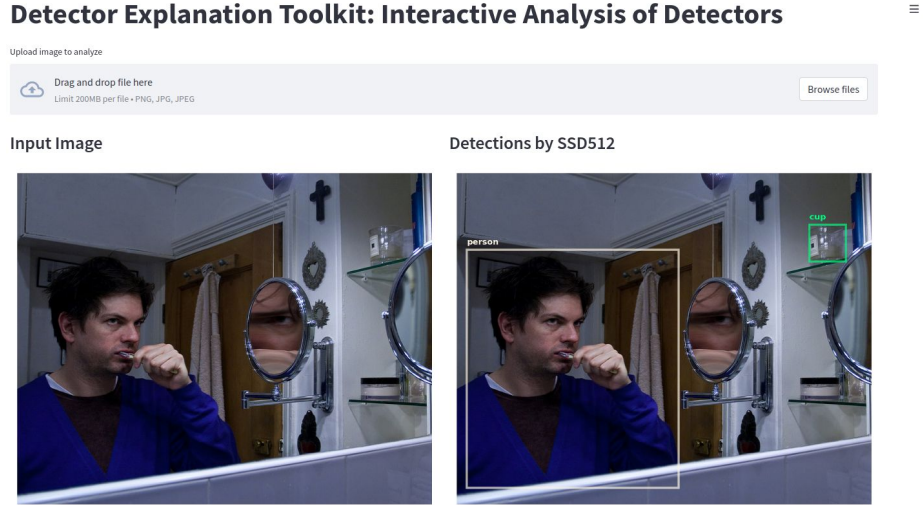 Detector Explanation Toolkit: Interactive Analysis of Detectors
Upload image to analyze
Drag and drop file here
Limit 200MB per file • PNG, JPG, JPEG
Browse files
Input Image
Detections by SSD512
cup
person